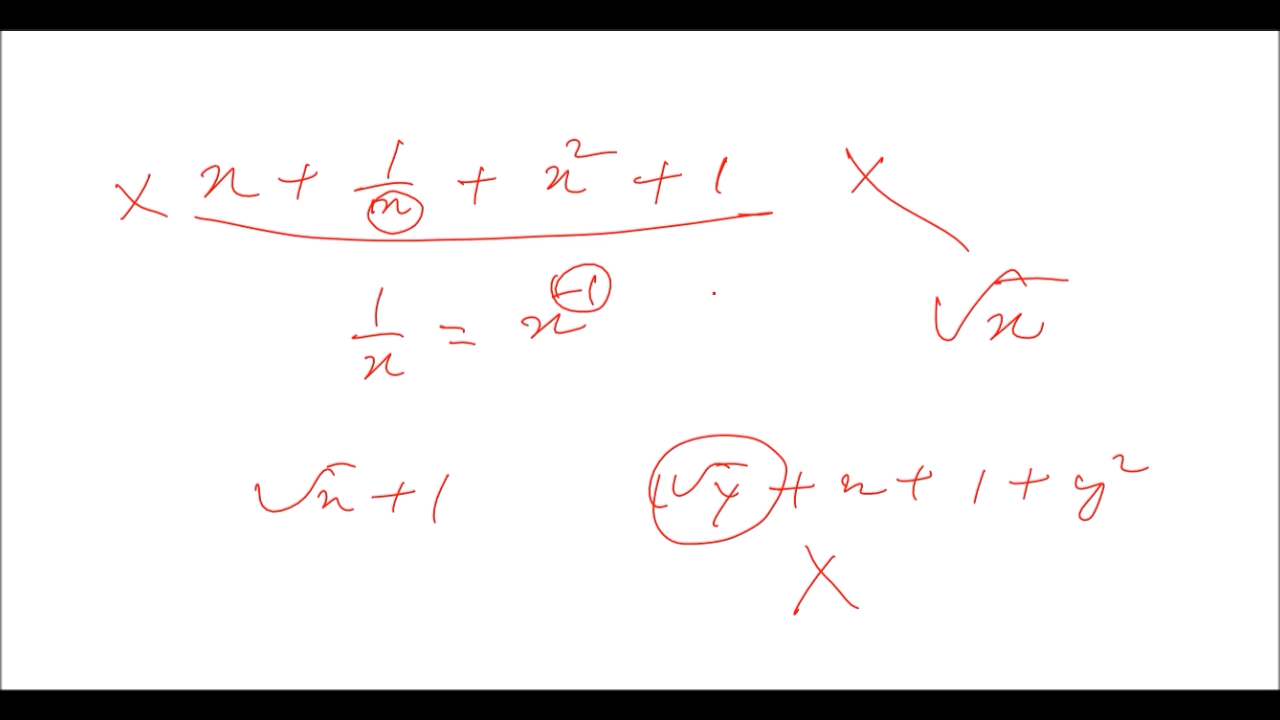 × x + 1/x + x² + 1 ×
1/x = x⁻¹
√x
√x + 1
√y + x + 1 + y²
×